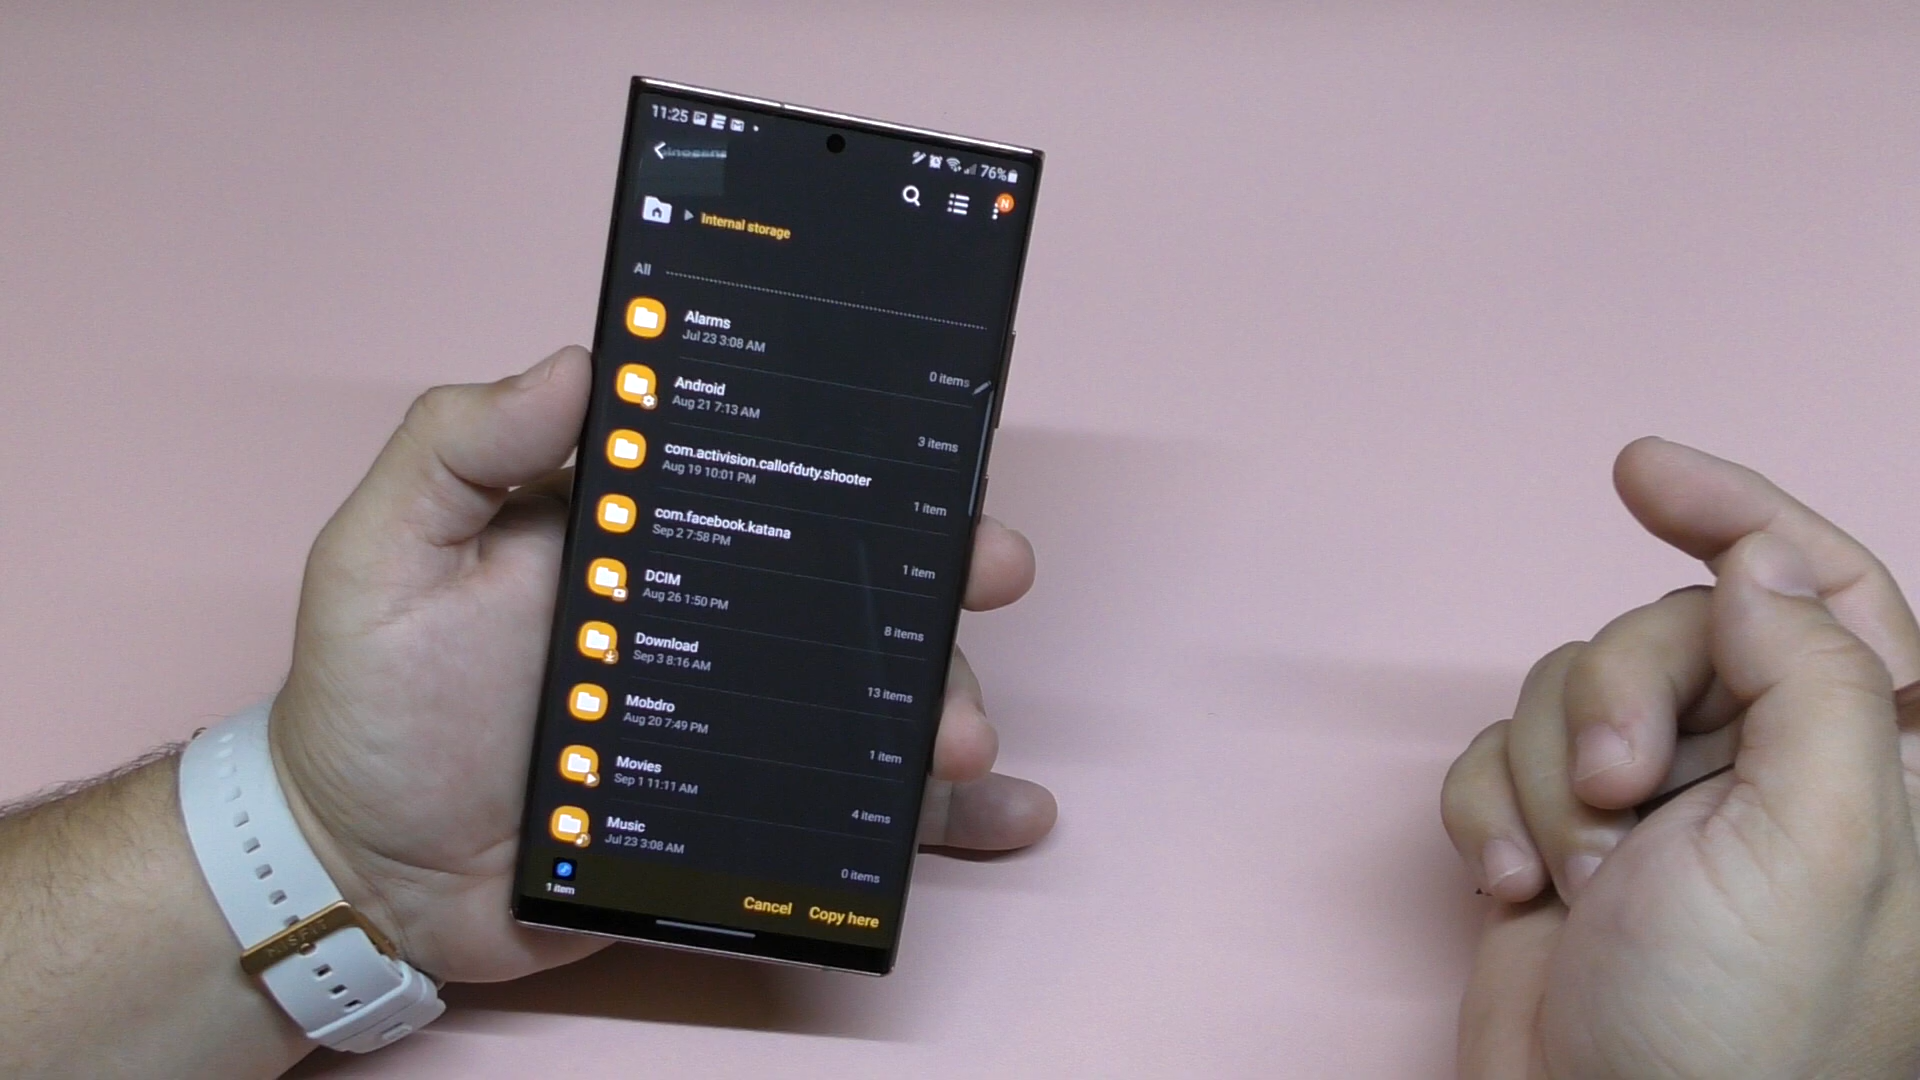 11:25
76%
N
Internal storage
All
Alarms
Jul 23 3:08 AM
0 items
Android
Aug 21 7:13 AM
3 items
com.activision.callofduty.shooter
Aug 19 10:01 PM
1 item
com.facebook.katana
Sep 2 7:58 PM
1 item
DCIM
Aug 26 1:50 PM
8 items
Download
Sep 3 8:16 AM
13 items
Mobdro
Aug 20 7:49 PM
1 item
Movies
Sep 1 11:11 AM
4 items
Music
Jul 23 3:08 AM
0 items
1 item
Cancel
Copy here